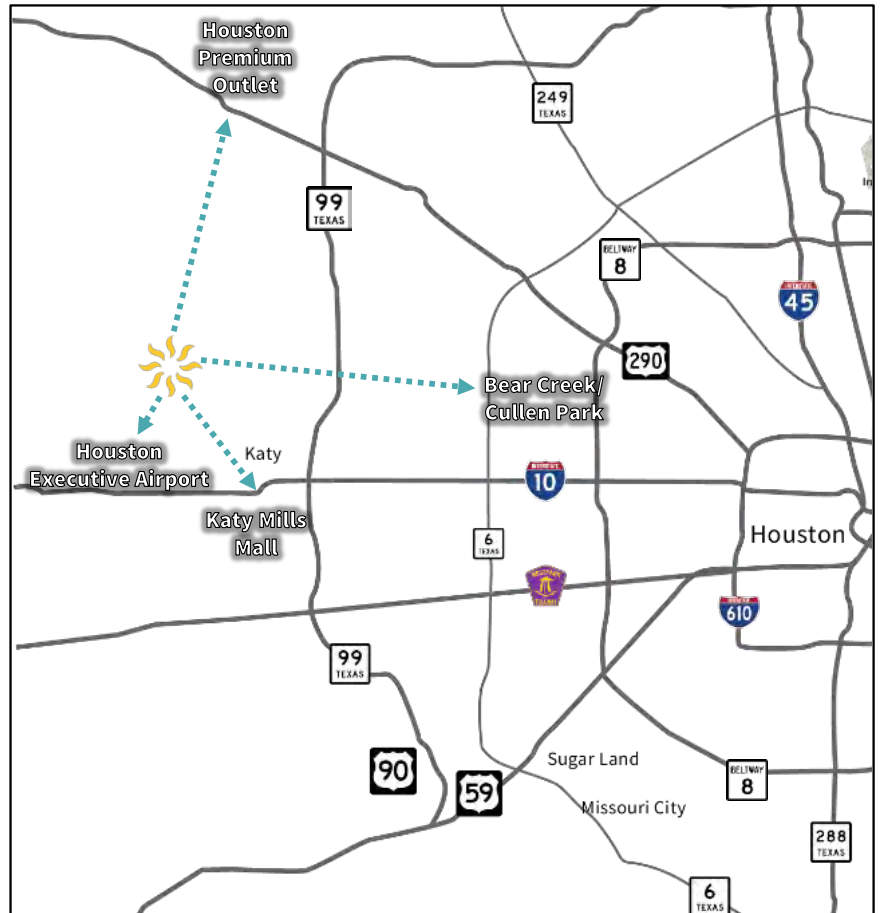 Houston
Premium
Outlet
249
TEXAS
99
TEXAS
BELTWAY
8
45
290
Bear Creek/
Cullen Park
Houston
Executive Airport
Katy
10
Katy Mills
Mall
6
TEXAS
Houston
610
99
TEXAS
90
59
Sugar Land
BELTWAY
8
Missouri City
288
TEXAS
6
TEXAS